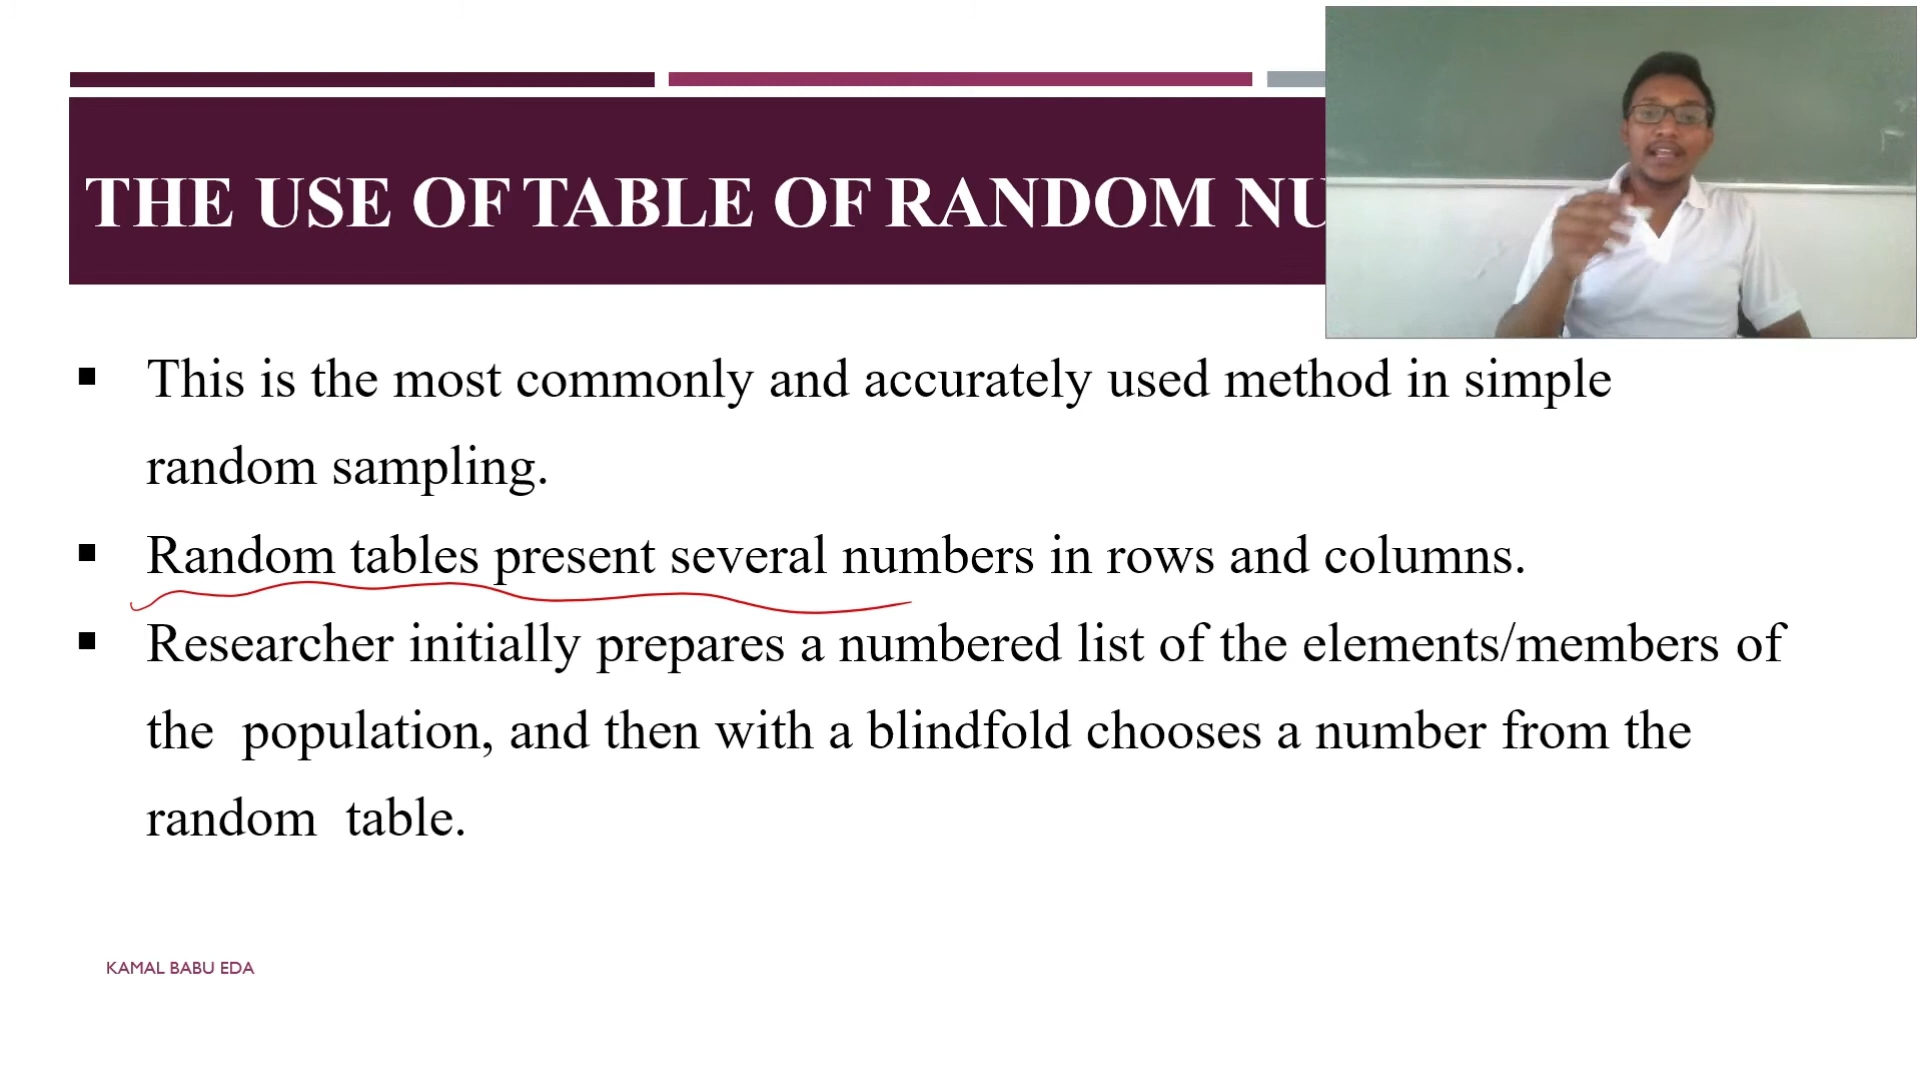 THE USE OF TABLE OF RANDOM NU
This is the most commonly and accurately used method in simple
random sampling.
Random tables present several numbers in rows and columns.
Researcher initially prepares a numbered list of the elements/members of
the population, and then with a blindfold chooses a number from the
random table.
KAMAL BABU EDA